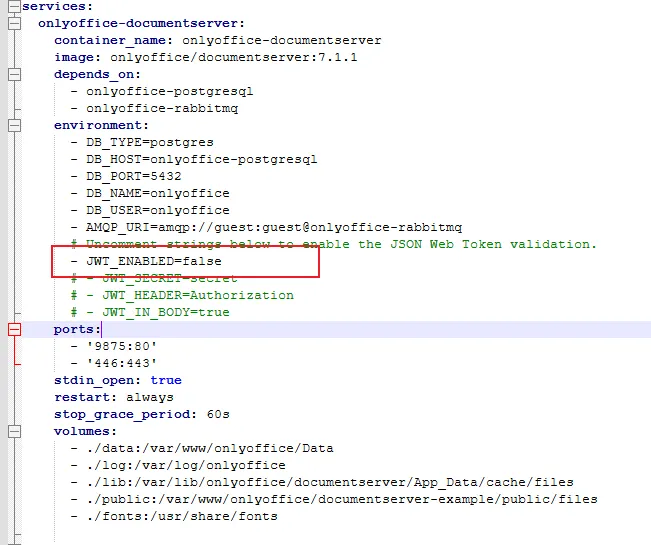 services:
  onlyoffice-documentserver:
    container_name: onlyoffice-documentserver
    image: onlyoffice/documentserver:7.1.1
    depends_on:
      - onlyoffice-postgresql
      - onlyoffice-rabbitmq
    environment:
      - DB_TYPE=postgres
      - DB_HOST=onlyoffice-postgresql
      - DB_PORT=5432
      - DB_NAME=onlyoffice
      - DB_USER=onlyoffice
      - AMQP_URI=amqp://guest:guest@onlyoffice-rabbitmq
      # Uncomment strings below to enable the JSON Web Token validation.
      - JWT_ENABLED=false
      # - JWT_SECRET=secret
      # - JWT_HEADER=Authorization
      # - JWT_IN_BODY=true
    ports:
      - '9875:80'
      - '446:443'
    stdin_open: true
    restart: always
    stop_grace_period: 60s
    volumes:
      - ./data:/var/www/onlyoffice/Data
      - ./log:/var/log/onlyoffice
      - ./lib:/var/lib/onlyoffice/documentserver/App_Data/cache/files
      - ./public:/var/www/onlyoffice/documentserver-example/public/files
      - ./fonts:/usr/share/fonts